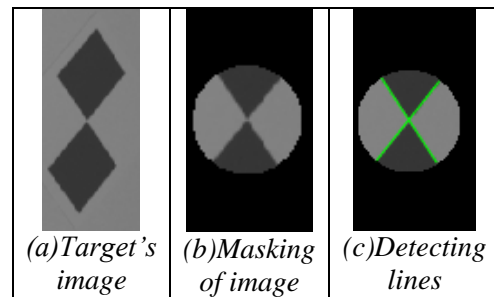 (a)Target's
image
(b)Masking
of image
(c)Detecting
lines